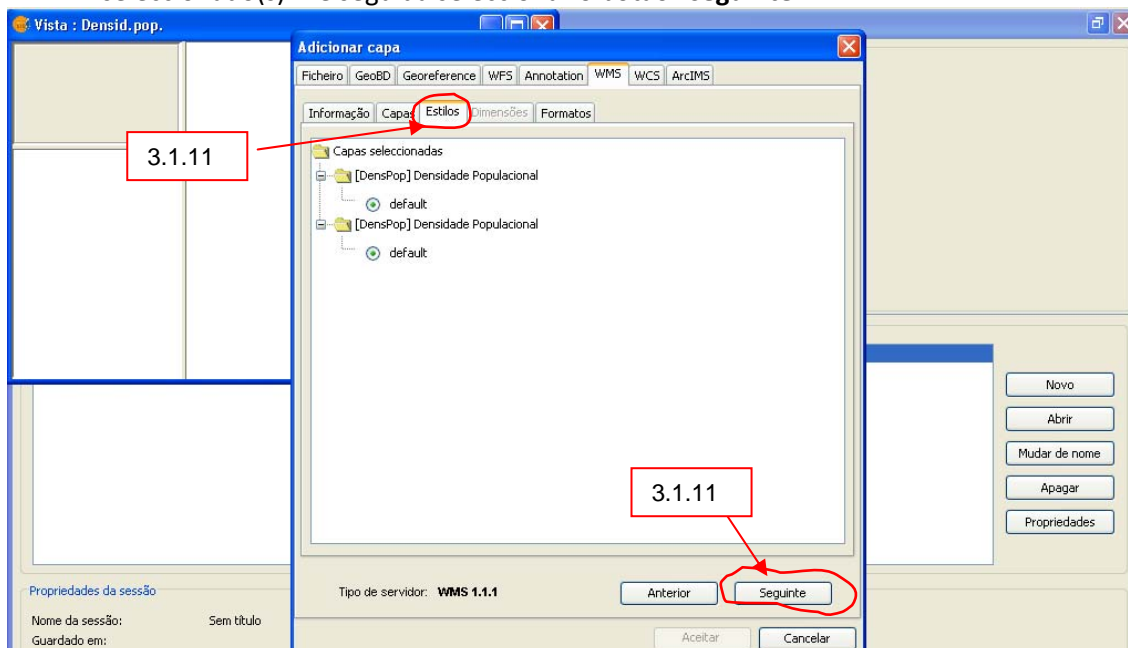 Vista : Densid.pop.
Adicionar capa
Ficheiro GeoBD Georeference WFS Annotation WMS WCS ArcIMS
Informação Capas Estilos Dimensões Formatos
3.1.11
Capas seleccionadas
[DensPop] Densidade Populacional
default
[DensPop] Densidade Populacional
default
Novo
Abrir
Mudar de nome
Apagar
Propriedades
3.1.11
Tipo de servidor: WMS 1.1.1
Anterior Seguinte
Propriedades da sessão
Nome da sessão: Sem título
Guardado em:
Aceitar Cancelar